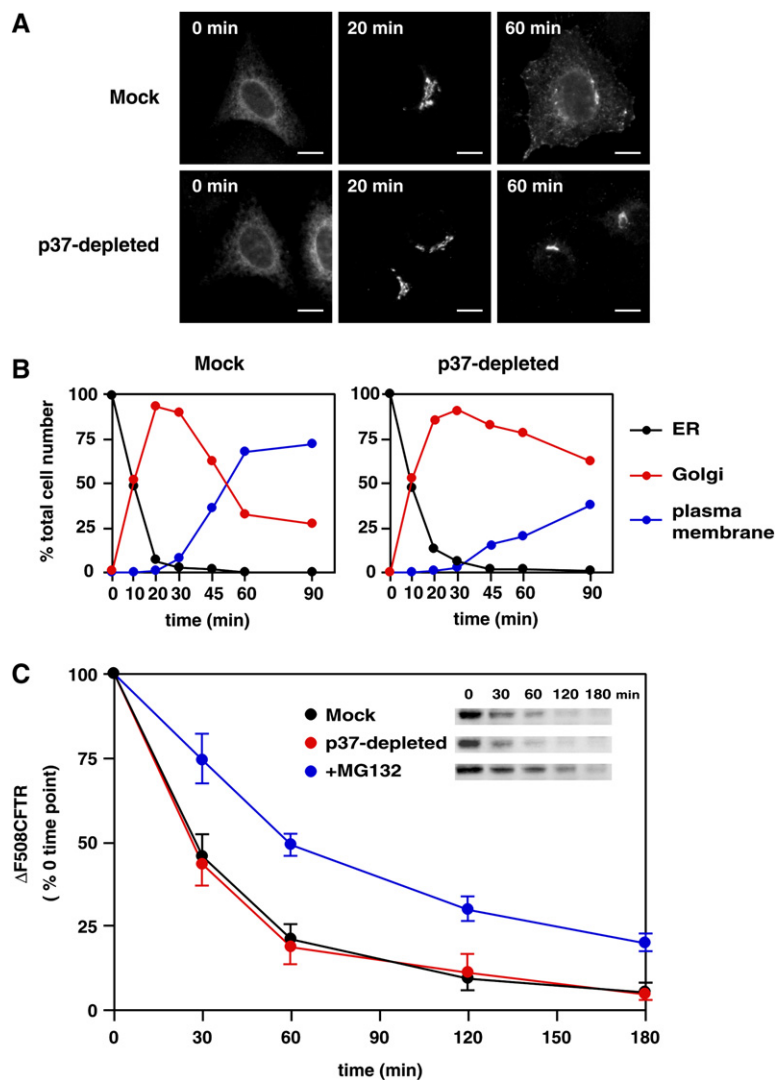 A
0 min
20 min
60 min
Mock
0 min
20 min
60 min
p37-depleted
B
Mock
p37-depleted
100
75
50
25
0
% total cell number
0 10 20 30 45 60 90
time (min)
100
75
50
25
0
0 10 20 30 45 60 90
time (min)
ER
Golgi
plasma
membrane
C
100
75
50
25
0
ΔF508CFTR
( % 0 time point)
0 30 60 120 180 min
Mock
p37-depleted
+MG132
0 30 60 90 120 150 180
time (min)